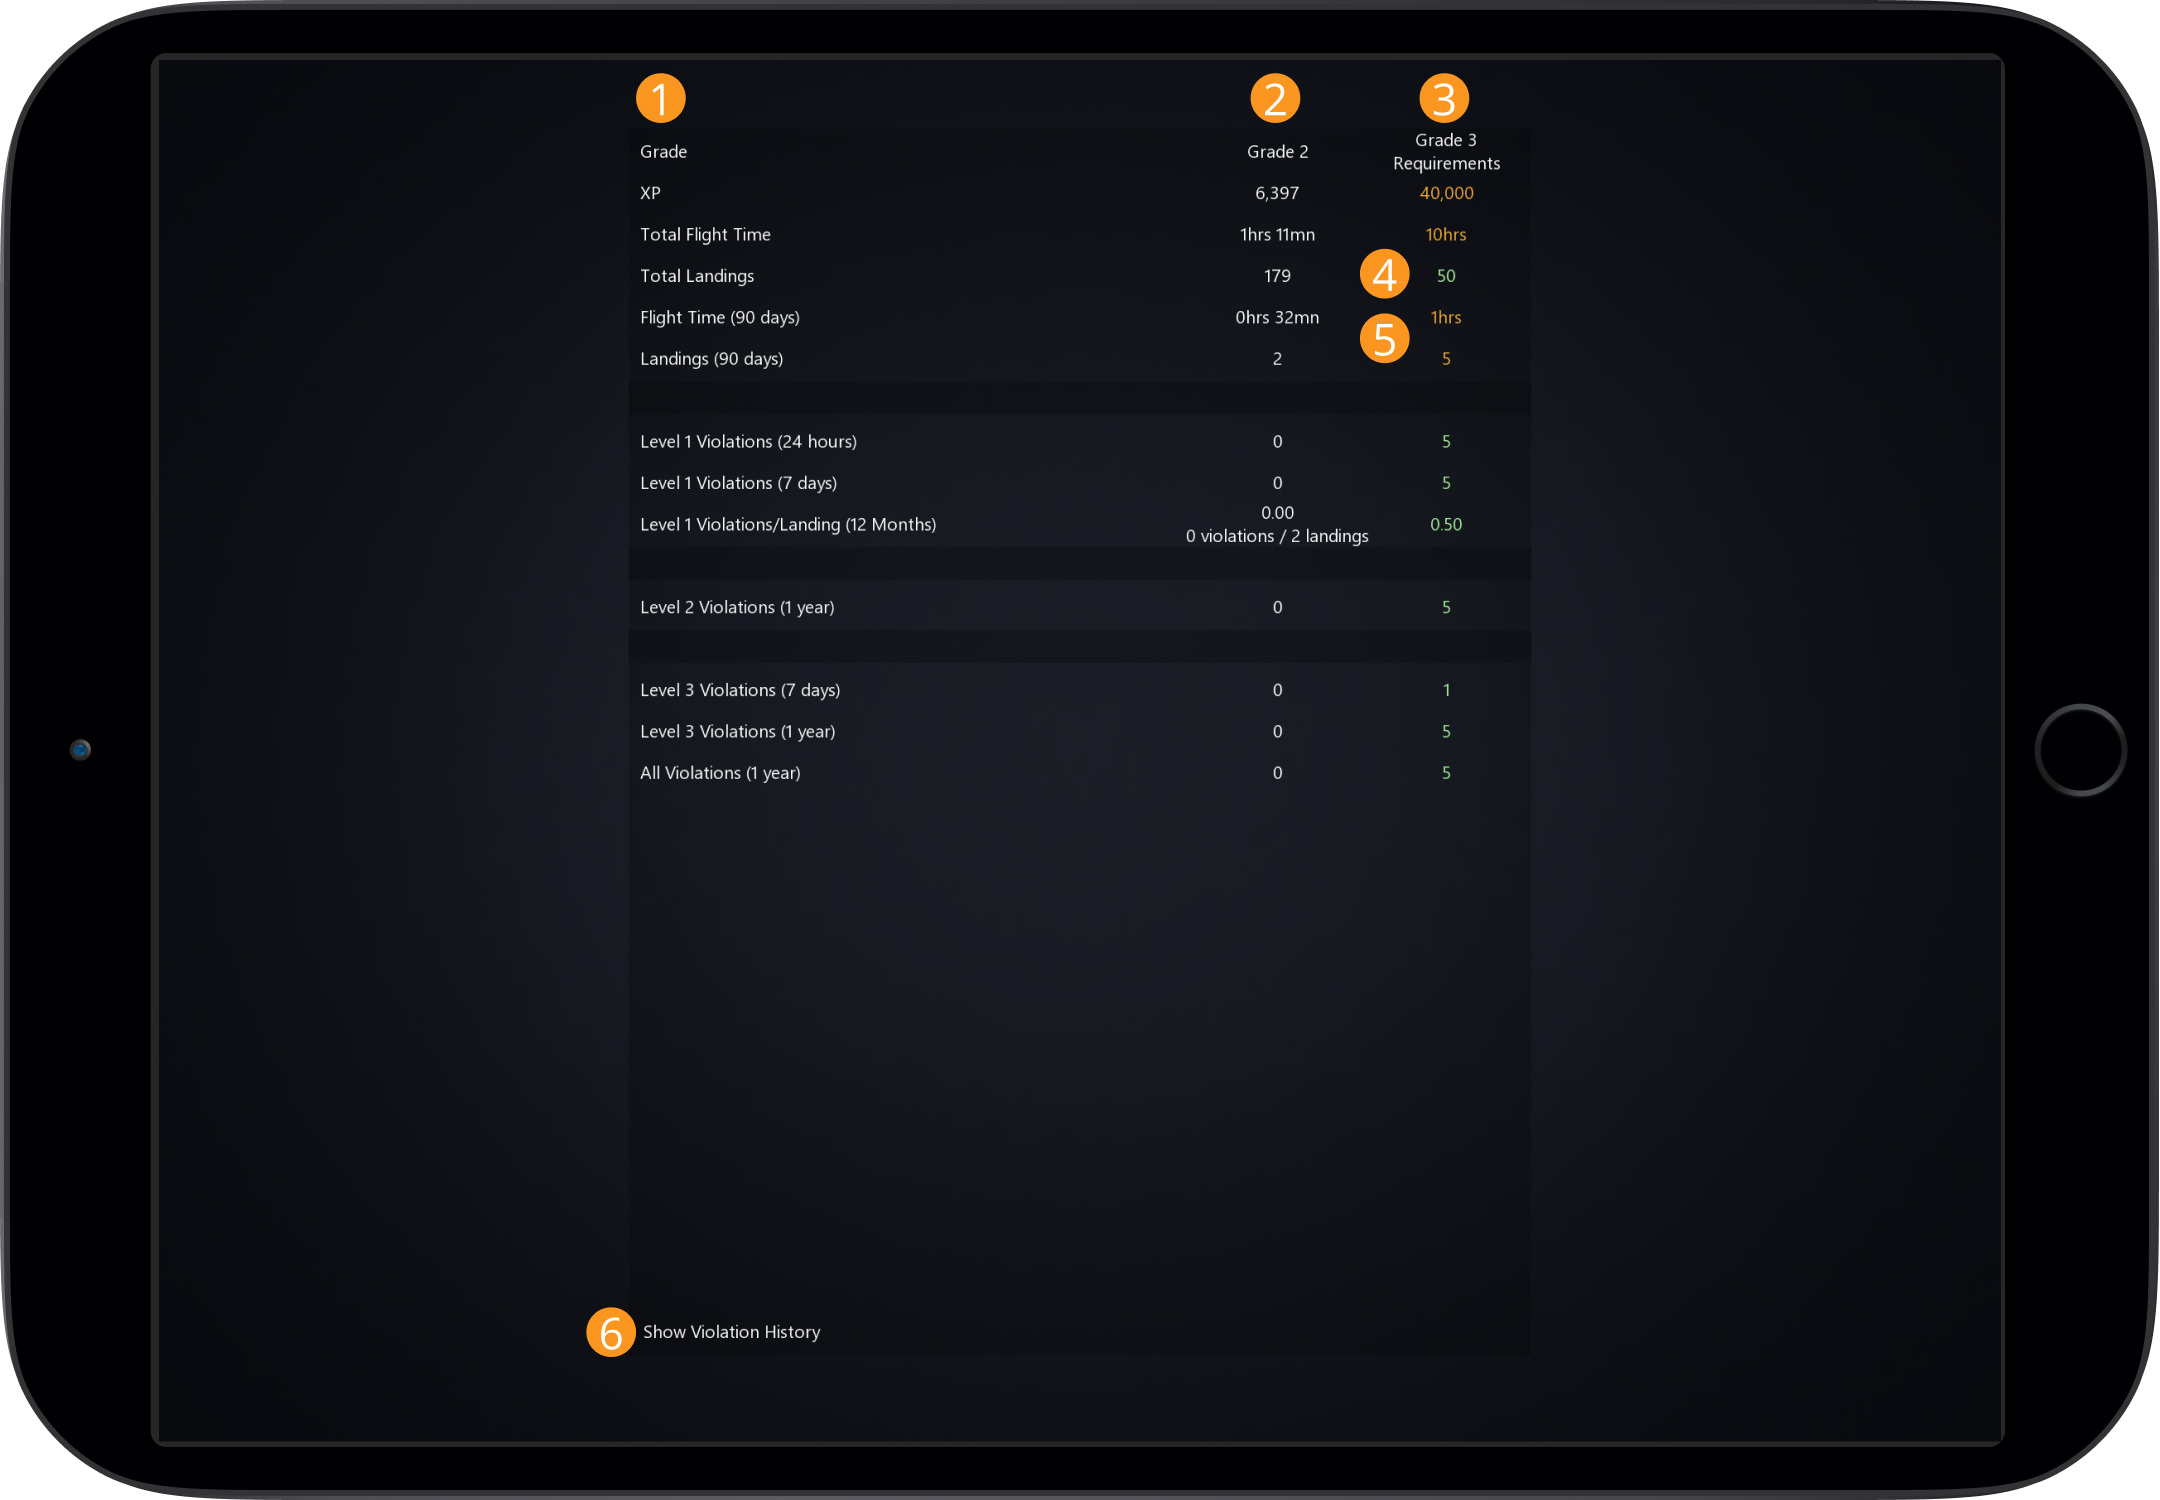 1 2 3
Grade Grade 2 Grade 3
Requirements
XP 6,397 40,000
Total Flight Time 1hrs 11mn 10hrs
Total Landings 179 4 50
Flight Time (90 days) 0hrs 32mn 1hrs
5
Landings (90 days) 2 5
Level 1 Violations (24 hours) 0 5
Level 1 Violations (7 days) 0 5
Level 1 Violations/Landing (12 Months) 0.00 0.50
0 violations / 2 landings
Level 2 Violations (1 year) 0 5
Level 3 Violations (7 days) 0 1
Level 3 Violations (1 year) 0 5
All Violations (1 year) 0 5
6 Show Violation History